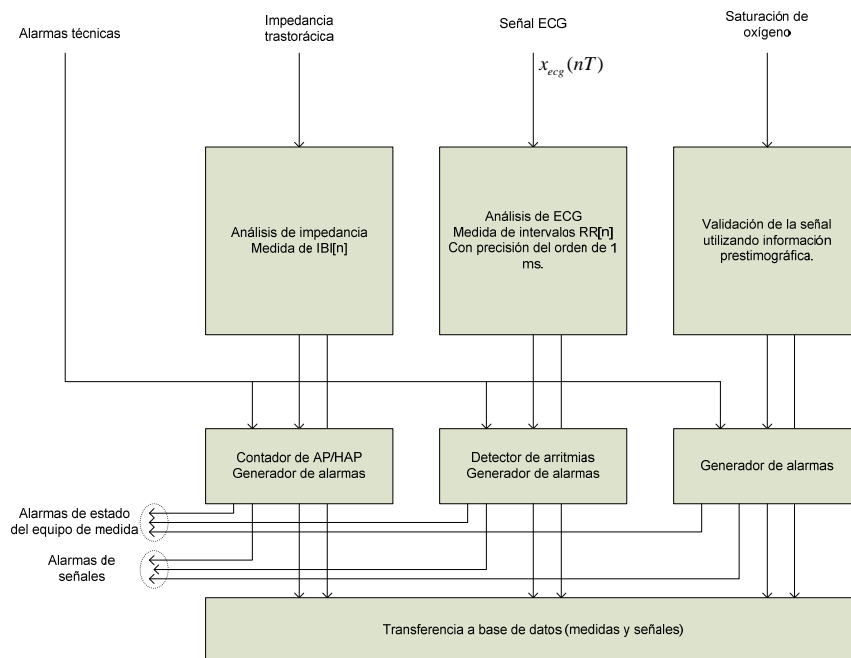 Alarmas técnicas
Impedancia
trastorácica
Señal ECG
Saturación de
oxígeno
x_ecg(nT)
Análisis de impedancia
Medida de IBI[n]
Análisis de ECG
Medida de intervalos RR[n]
Con precisión del orden de 1
ms.
Validación de la señal
utilizando información
prestimográfica.
Contador de AP/HAP
Generador de alarmas
Detector de arritmias
Generador de alarmas
Generador de alarmas
Alarmas de estado
del equipo de medida
Alarmas de
señales
Transferencia a base de datos (medidas y señales)